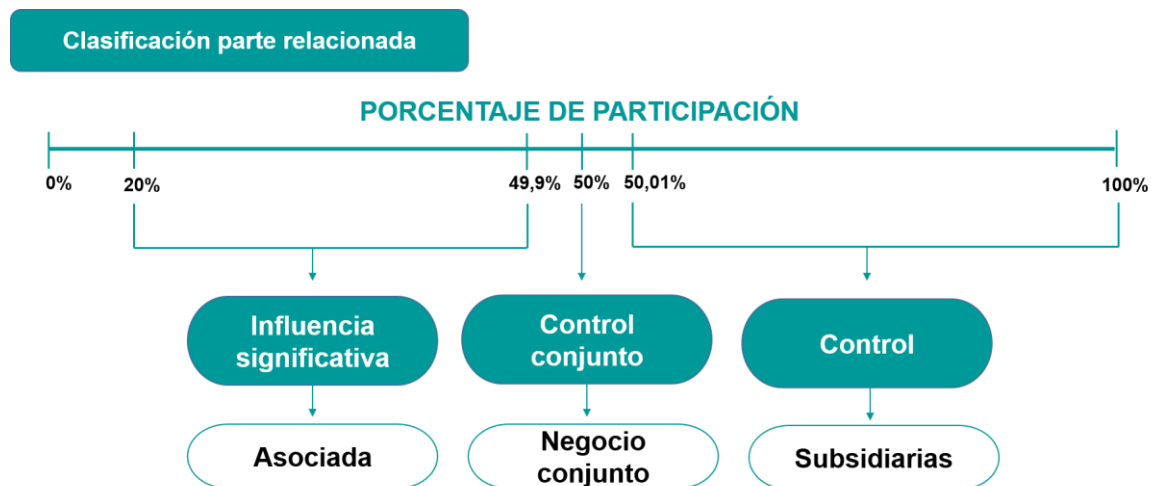 Clasificación parte relacionada
PORCENTAJE DE PARTICIPACIÓN
0% 20% 49,9% 50% 50,01% 100%
Influencia
significativa
Control
conjunto
Control
Asociada
Negocio
conjunto
Subsidiarias